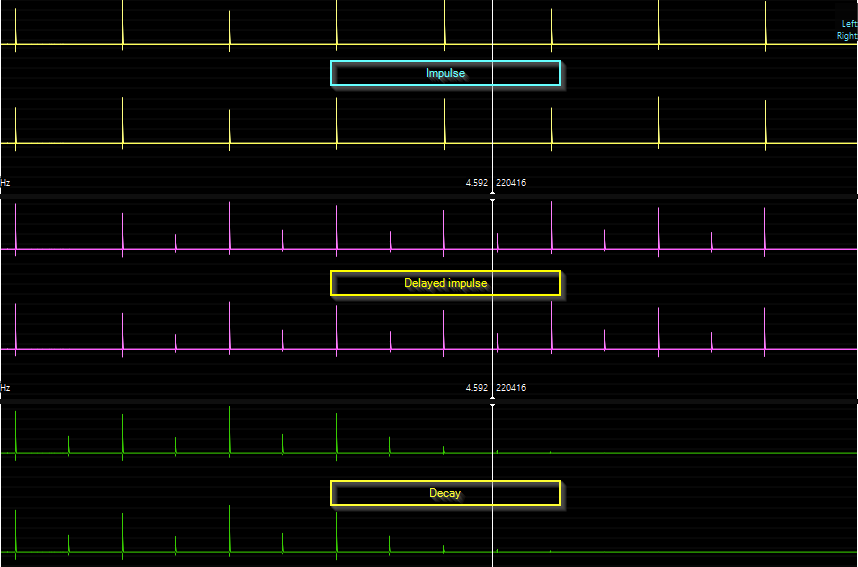 Left
Right
Impulse
Hz 4.592 220416
Delayed impulse
Hz 4.592 220416
Decay